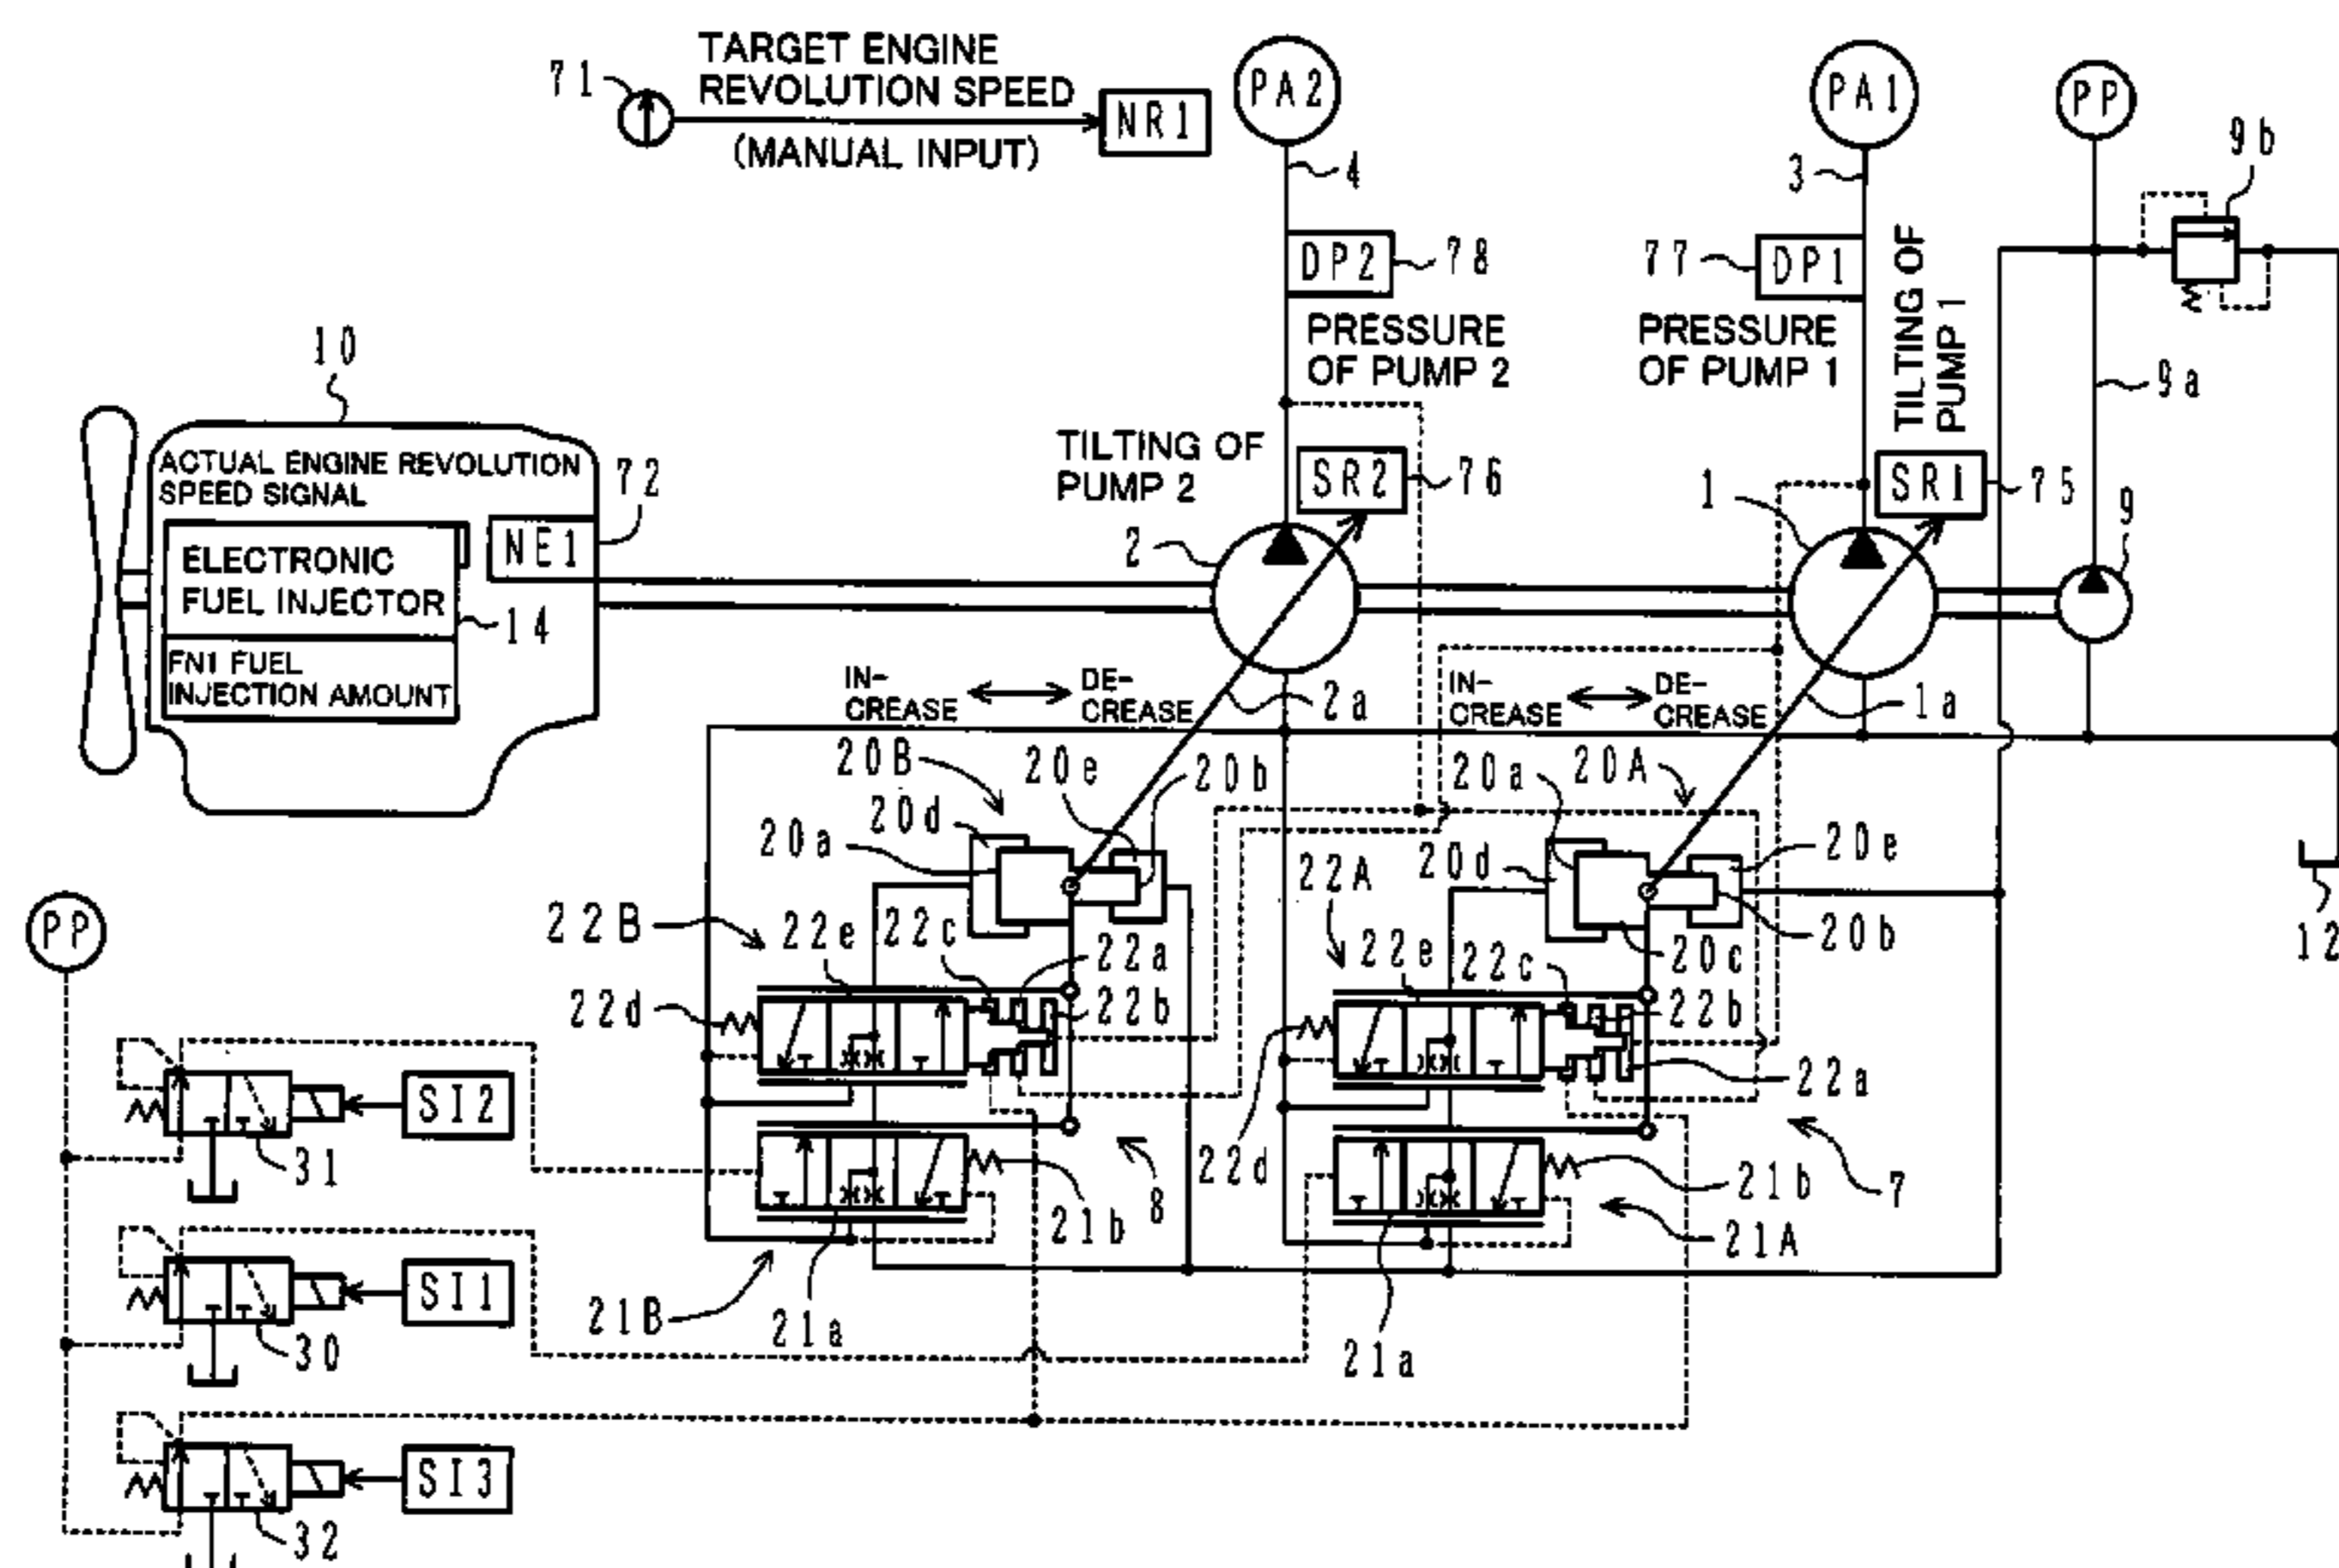 TARGET ENGINE
REVOLUTION SPEED
(MANUAL INPUT)
71
NR1
PA2
PA1
PP
9b
4
3
DP2
78
77
DP1
TILTING OF
PUMP 1
PRESSURE
OF PUMP 2
PRESSURE
OF PUMP 1
9a
10
ACTUAL ENGINE REVOLUTION
SPEED SIGNAL
72
NE1
ELECTRONIC
FUEL INJECTOR
14
FN1 FUEL
INJECTION AMOUNT
TILTING OF
PUMP 2
SR2
76
SR1
75
2
1
9
IN-
CREASE
DE-
CREASE
2a
IN-
CREASE
DE-
CREASE
1a
20B
20e
20b
20a
20A
20d
20a
20d
20e
22A
20b
20c
12
PP
22B
22e
22c
22a
22b
22d
22e
22c
22b
22a
22d
SI2
31
21b
8
21b
7
21A
SI1
30
21B
21a
21a
SI3
32